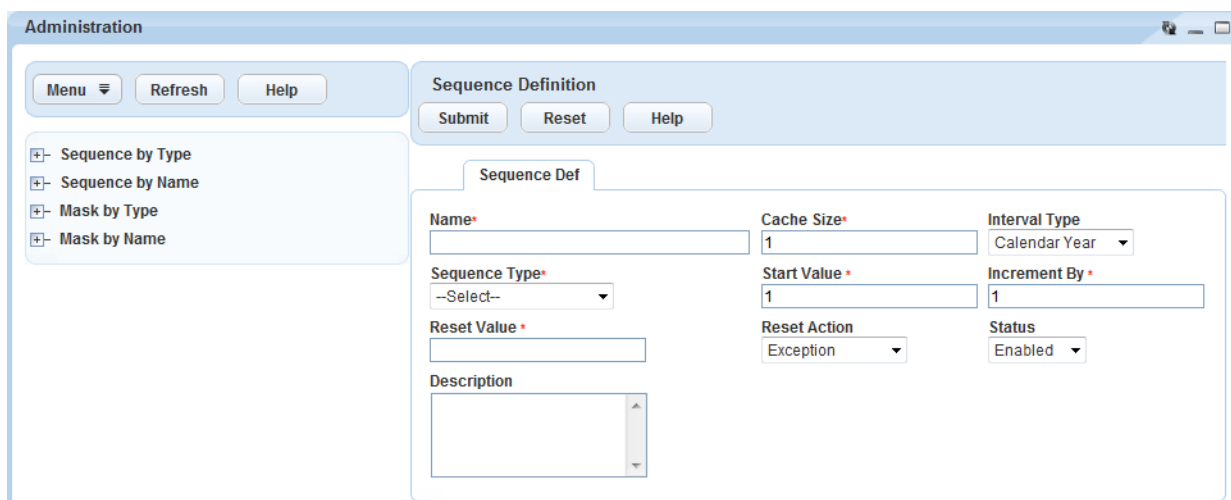 Administration
Menu Refresh Help
Sequence by Type
Sequence by Name
Mask by Type
Mask by Name
Sequence Definition
Submit Reset Help
Sequence Def
Name* Cache Size* Interval Type
1 Calendar Year
Sequence Type* Start Value * Increment By *
--Select-- 1 1
Reset Value * Reset Action Status
Exception Enabled
Description